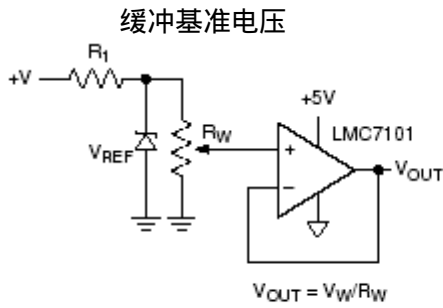 缓冲基准电压
R1
+V
+5V
LMC7101
VREF
RW
+
−
VOUT
VOUT = VW/RW